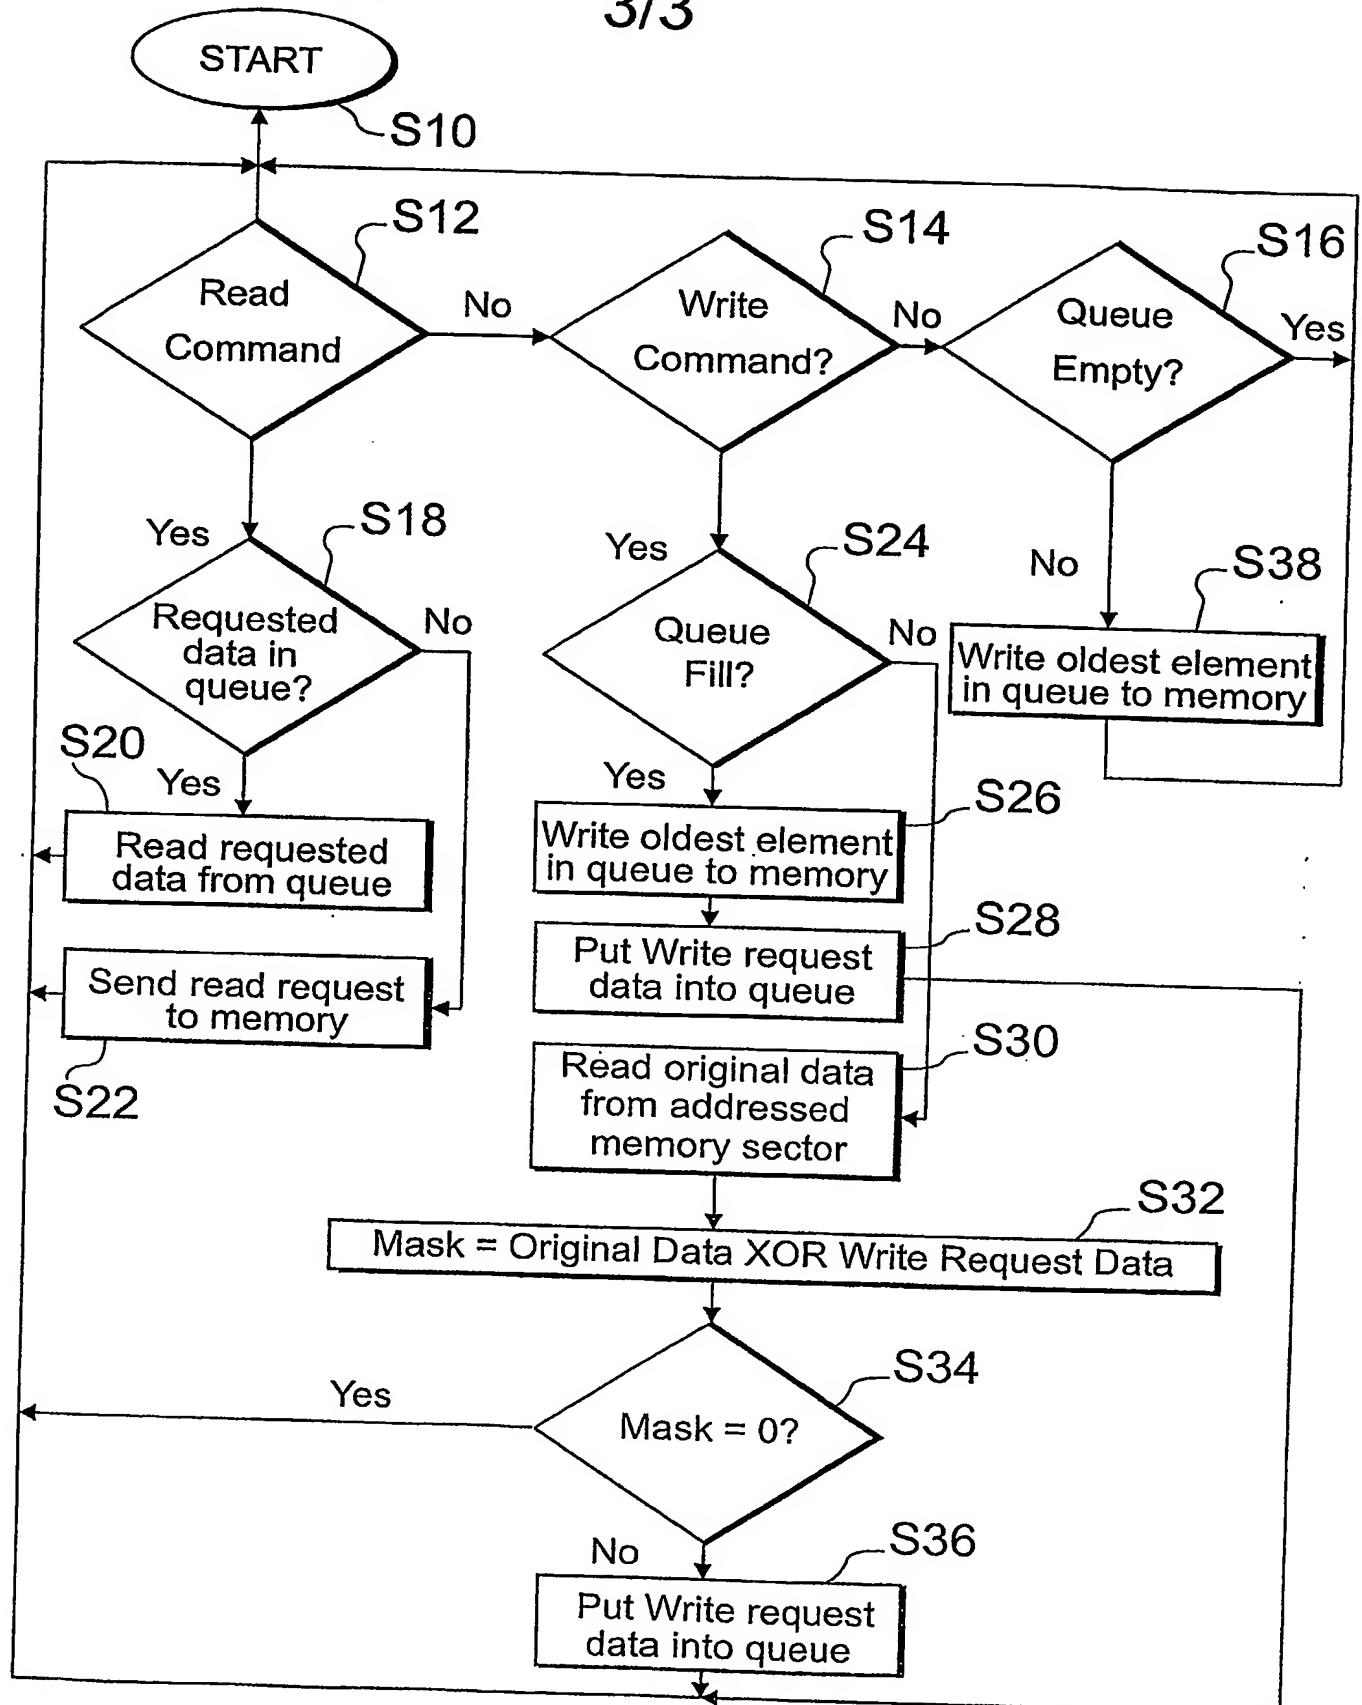 3/3
START
S10
S12
S14
S16
Read
Command
No
Write
Command?
No
Queue
Empty?
Yes
Yes
S18
Yes
S24
No
S38
Requested
data in
queue?
No
Queue
Fill?
No
Write oldest element
in queue to memory
S20
Yes
Yes
S26
Read requested
data from queue
Write oldest element
in queue to memory
S28
Put Write request
data into queue
Send read request
to memory
S22
S30
Read original data
from addressed
memory sector
S32
Mask = Original Data XOR Write Request Data
S34
Yes
Mask = 0?
No
S36
Put Write request
data into queue